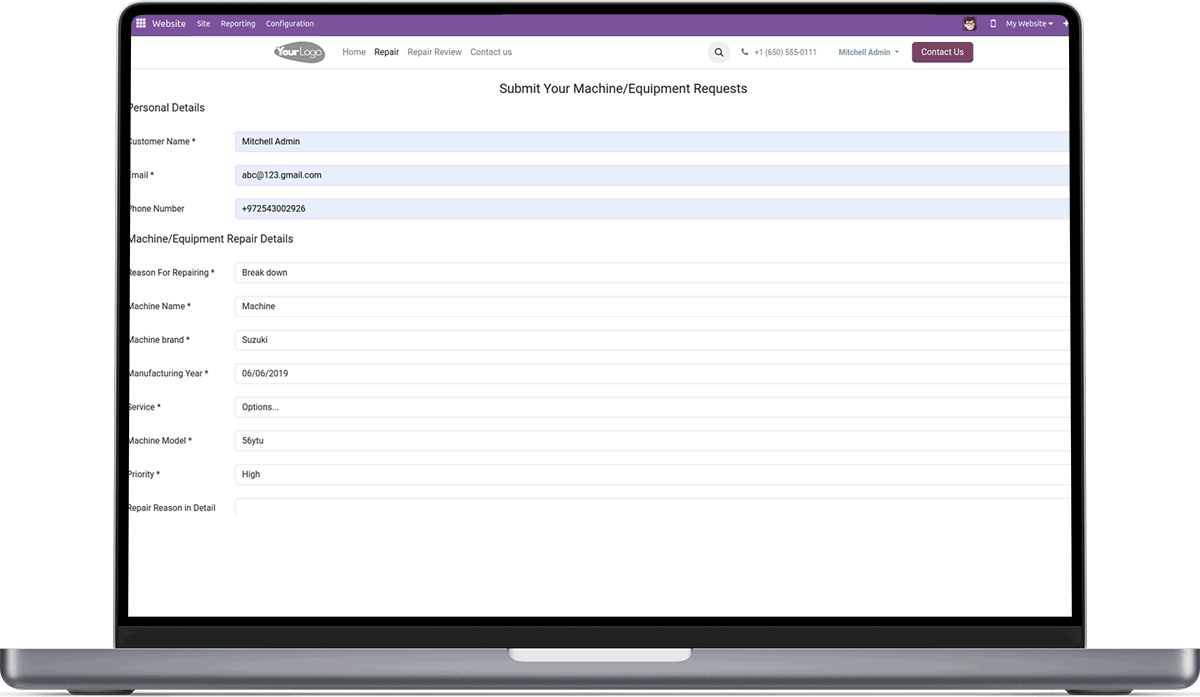 Website Site Reporting Configuration My Website
YourLogo Home Repair Repair Review Contact us +1 (650) 555-0111 Mitchell Admin Contact Us
Submit Your Machine/Equipment Requests
Personal Details
Customer Name * Mitchell Admin
Email * abc@123.gmail.com
Phone Number +972543002926
Machine/Equipment Repair Details
Reason For Repairing * Break down
Machine Name * Machine
Machine brand * Suzuki
Manufacturing Year * 06/06/2019
Service * Options...
Machine Model * 56ytu
Priority * High
Repair Reason in Detail